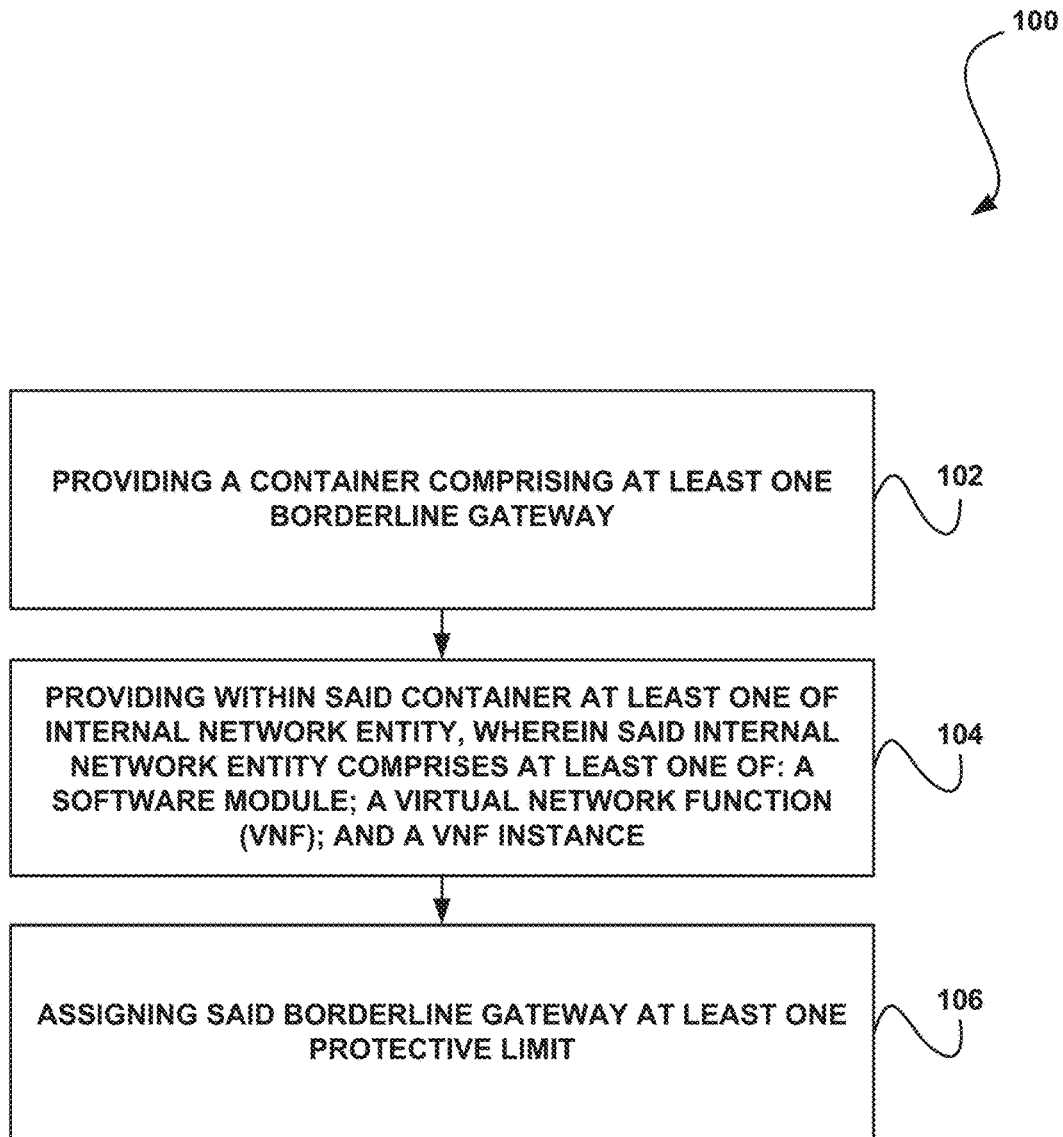 100
PROVIDING A CONTAINER COMPRISING AT LEAST ONE
BORDERLINE GATEWAY
102
PROVIDING WITHIN SAID CONTAINER AT LEAST ONE OF
INTERNAL NETWORK ENTITY, WHEREIN SAID INTERNAL
NETWORK ENTITY COMPRISES AT LEAST ONE OF: A
SOFTWARE MODULE; A VIRTUAL NETWORK FUNCTION
(VNF); AND A VNF INSTANCE
104
ASSIGNING SAID BORDERLINE GATEWAY AT LEAST ONE
PROTECTIVE LIMIT
106